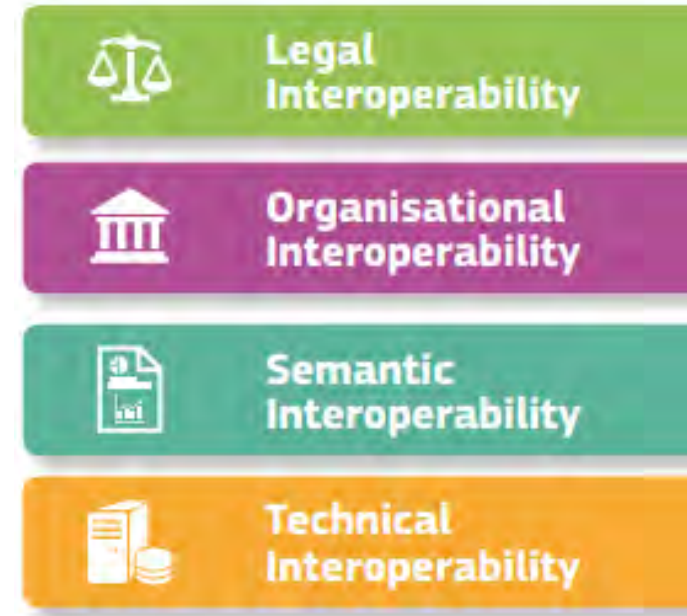 Legal
Interoperability
Organisational
Interoperability
Semantic
Interoperability
Technical
Interoperability